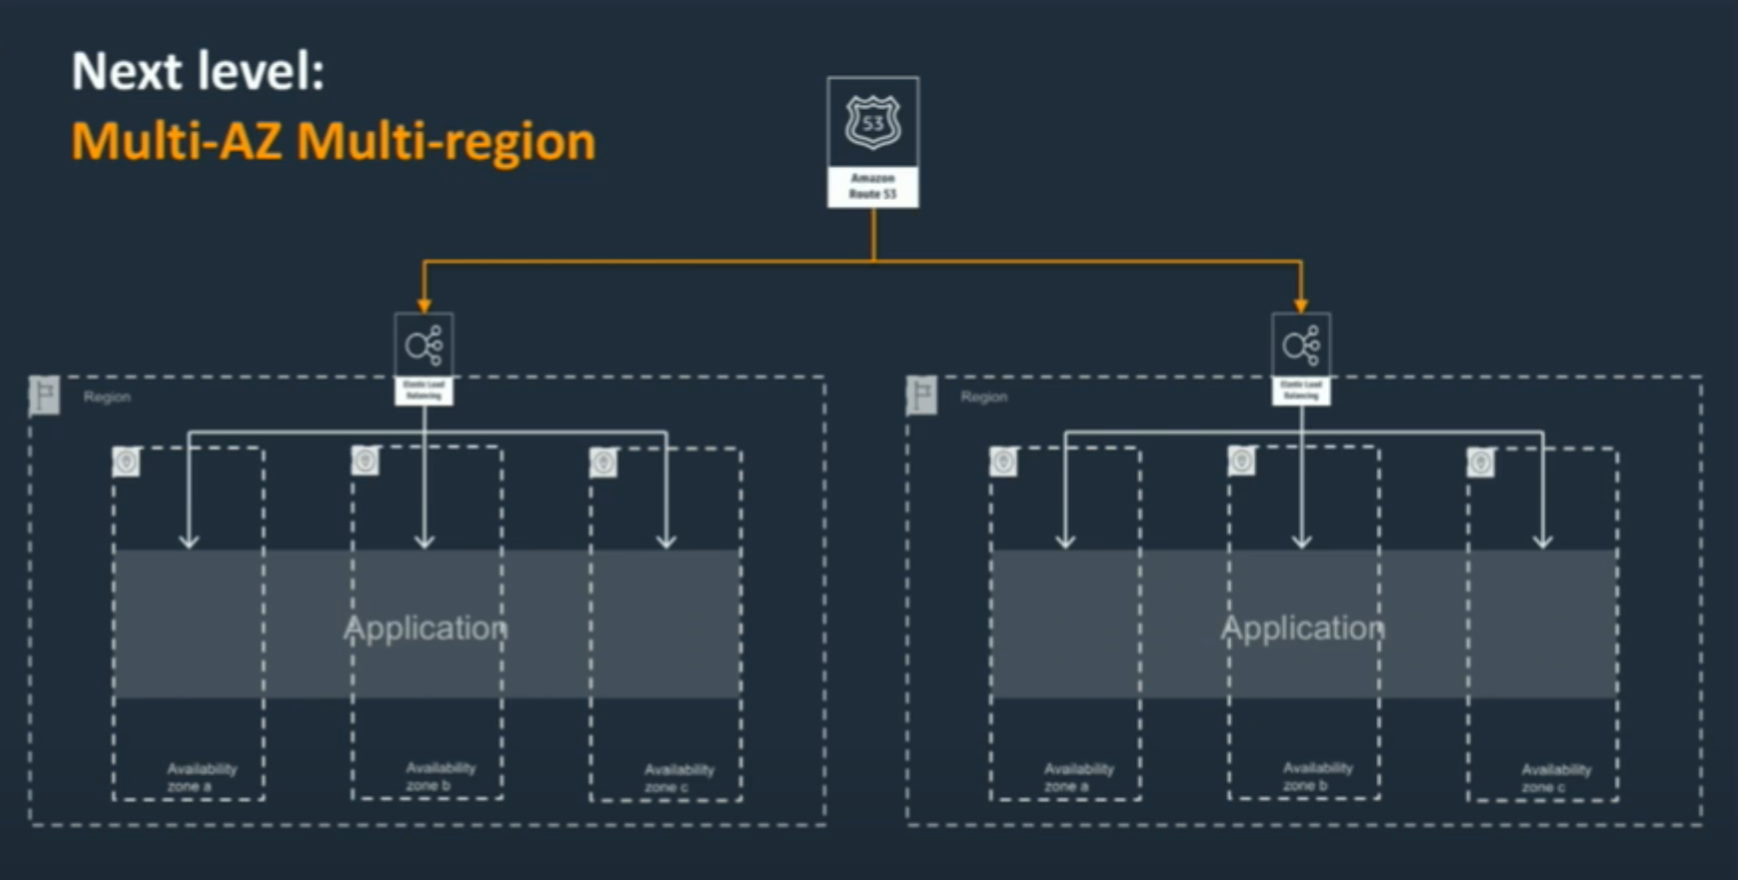 Next level:
Multi-AZ Multi-region
53
Amazon
Route 53
Elastic Load
Balancing
Elastic Load
Balancing
Region
Region
Application
Application
Availability
zone a
Availability
zone b
Availability
zone c
Availability
zone a
Availability
zone b
Availability
zone c